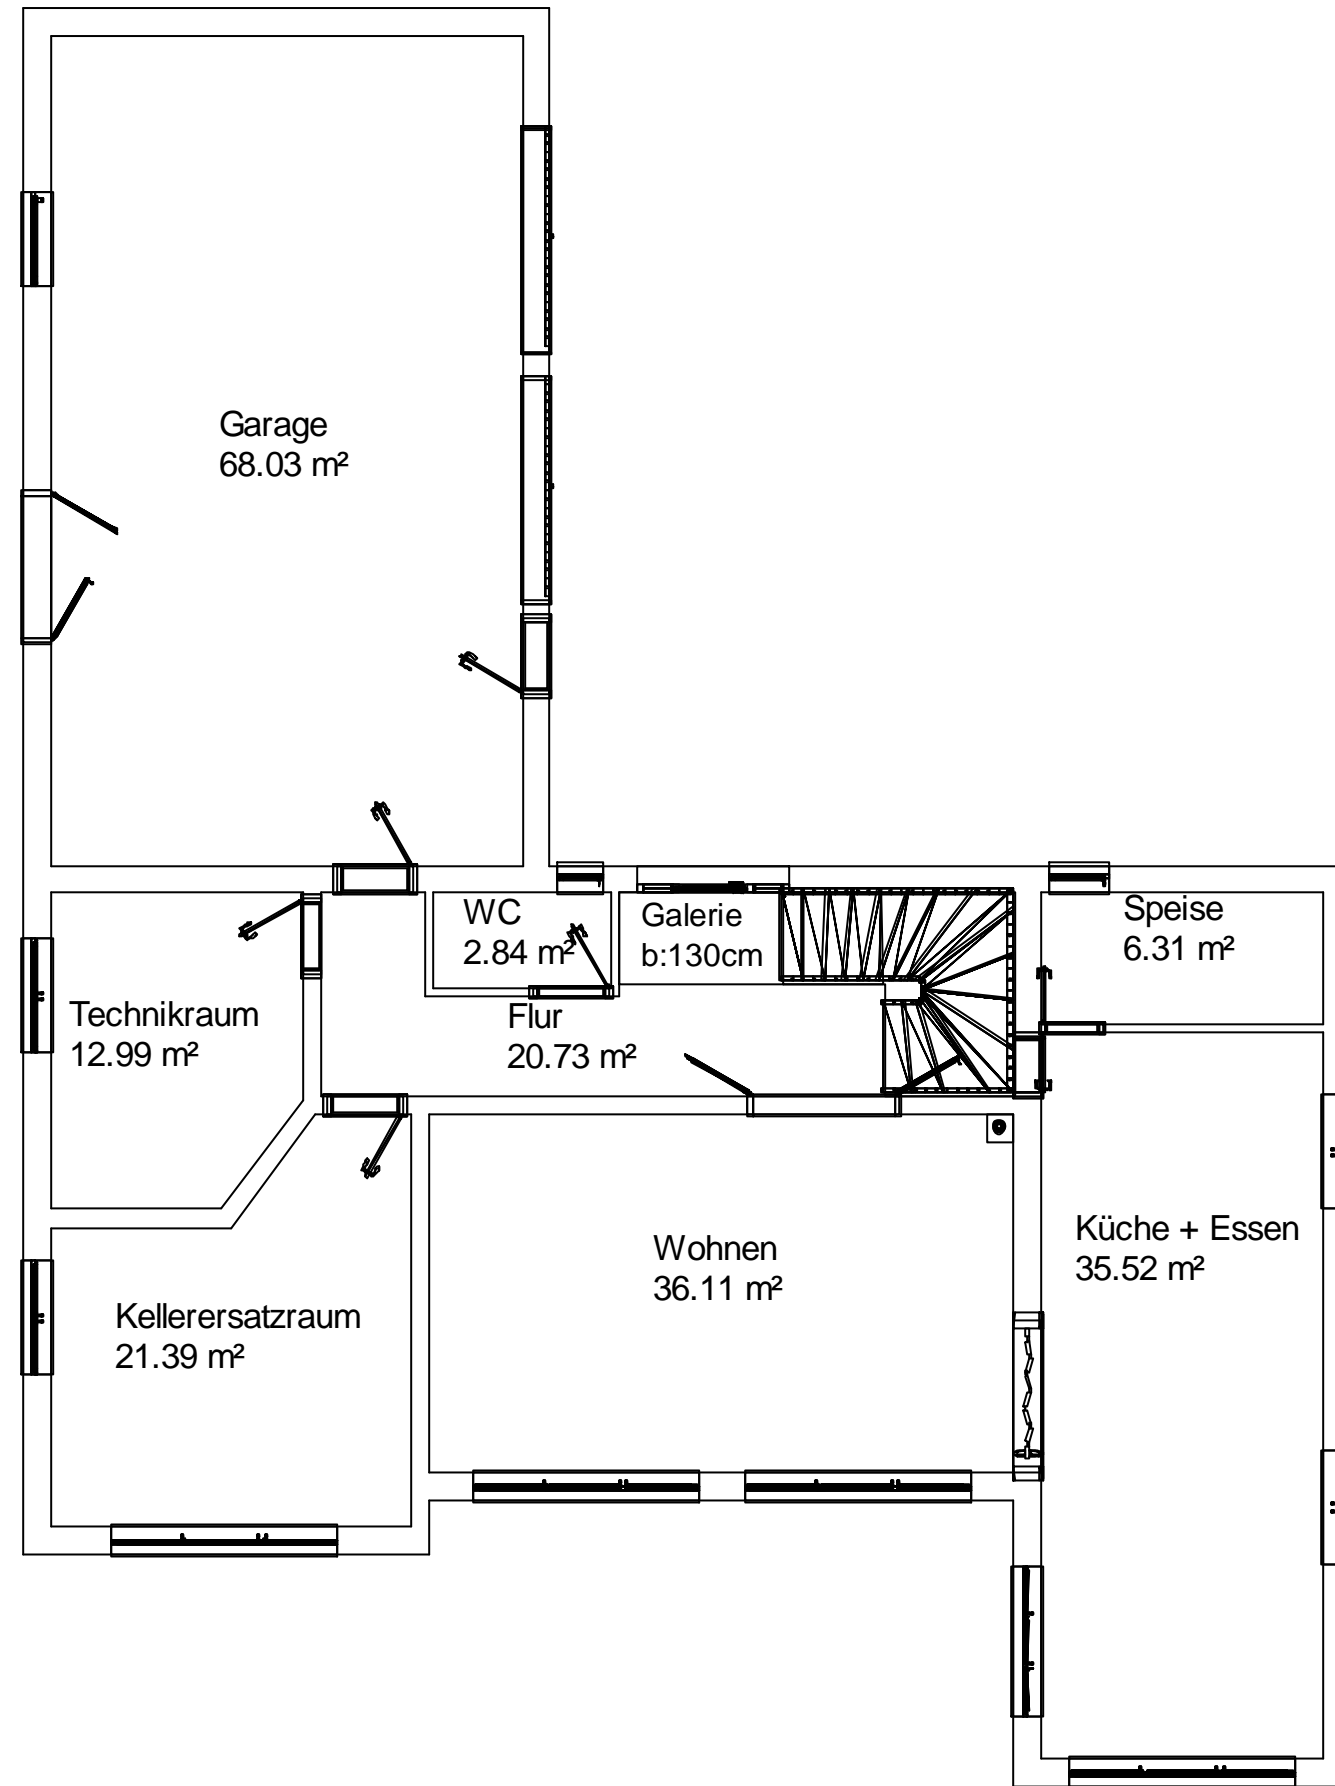 Garage
68.03 m²
WC
2.84 m²
Galerie
b:130cm
Speise
6.31 m²
Technikraum
12.99 m²
Flur
20.73 m²
Wohnen
36.11 m²
Küche + Essen
35.52 m²
Kellerersatzraum
21.39 m²